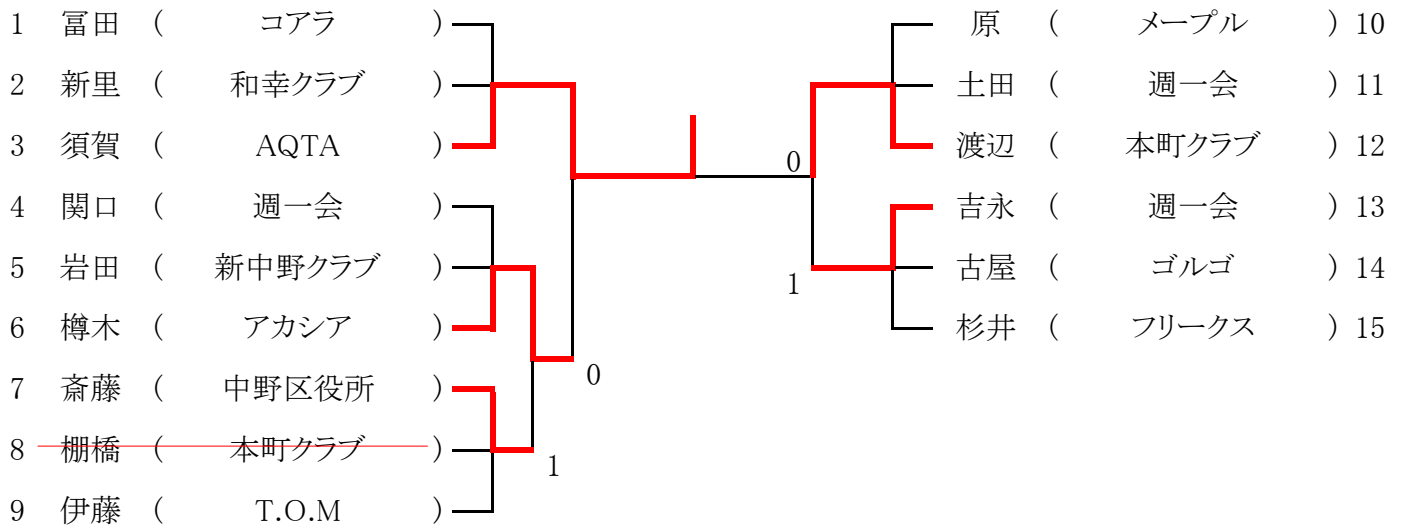 1 冨田 ( コアラ ) 原 ( メープル ) 10
2 新里 ( 和幸クラブ ) 土田 ( 週一会 ) 11
3 須賀 ( AQTA ) 渡辺 ( 本町クラブ ) 12
0
4 関口 ( 週一会 ) 吉永 ( 週一会 ) 13
5 岩田 ( 新中野クラブ ) 古屋 ( ゴルゴ ) 14
1
6 樽木 ( アカシア ) 杉井 ( フリークス ) 15
0
7 斎藤 ( 中野区役所 )
8 棚橋 ( 本町クラブ )
1
9 伊藤 ( T.O.M )